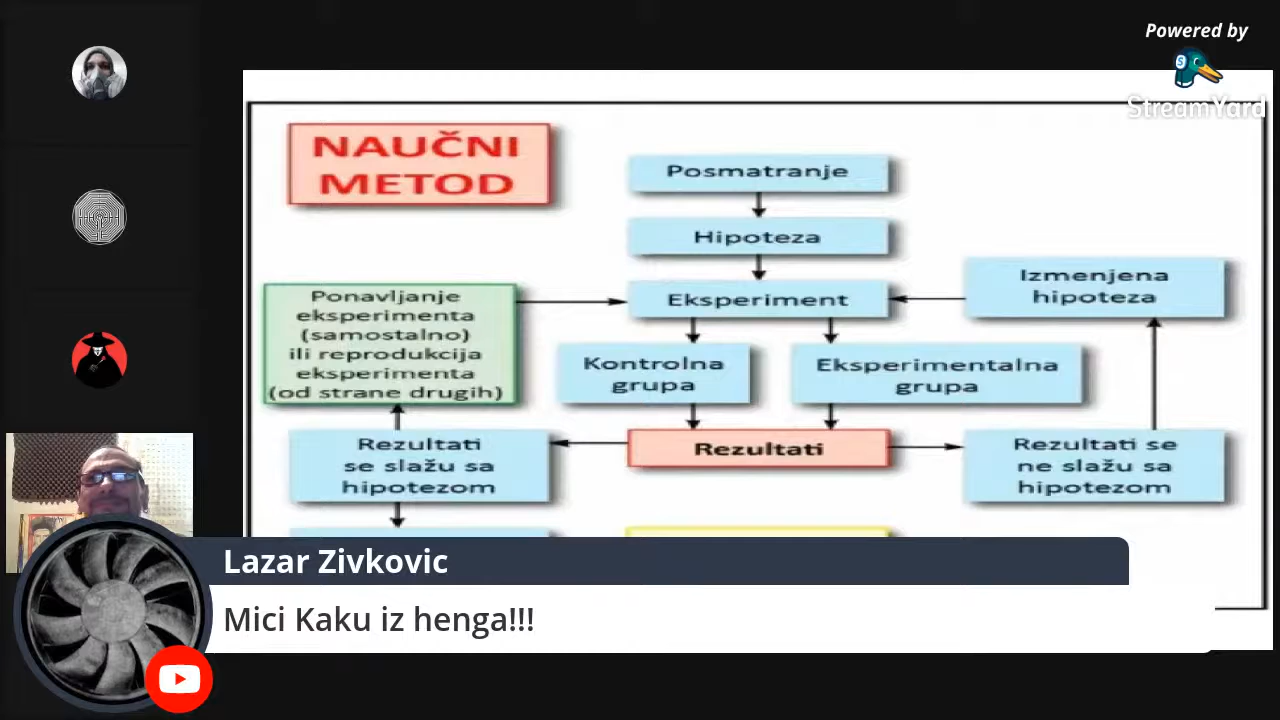 Powered by
StreamYard
NAUČNI
METOD
Posmatranje
Hipoteza
Eksperiment
Izmenjena
hipoteza
Ponavljanje
eksperimenta
(samostalno)
ili reprodukcija
eksperimenta
(od strane drugih)
Kontrolna
grupa
Eksperimentalna
grupa
Rezultati
se slažu sa
hipotezom
Rezultati
Rezultati se
ne slažu sa
hipotezom
Lazar Zivkovic
Mici Kaku iz henga!!!